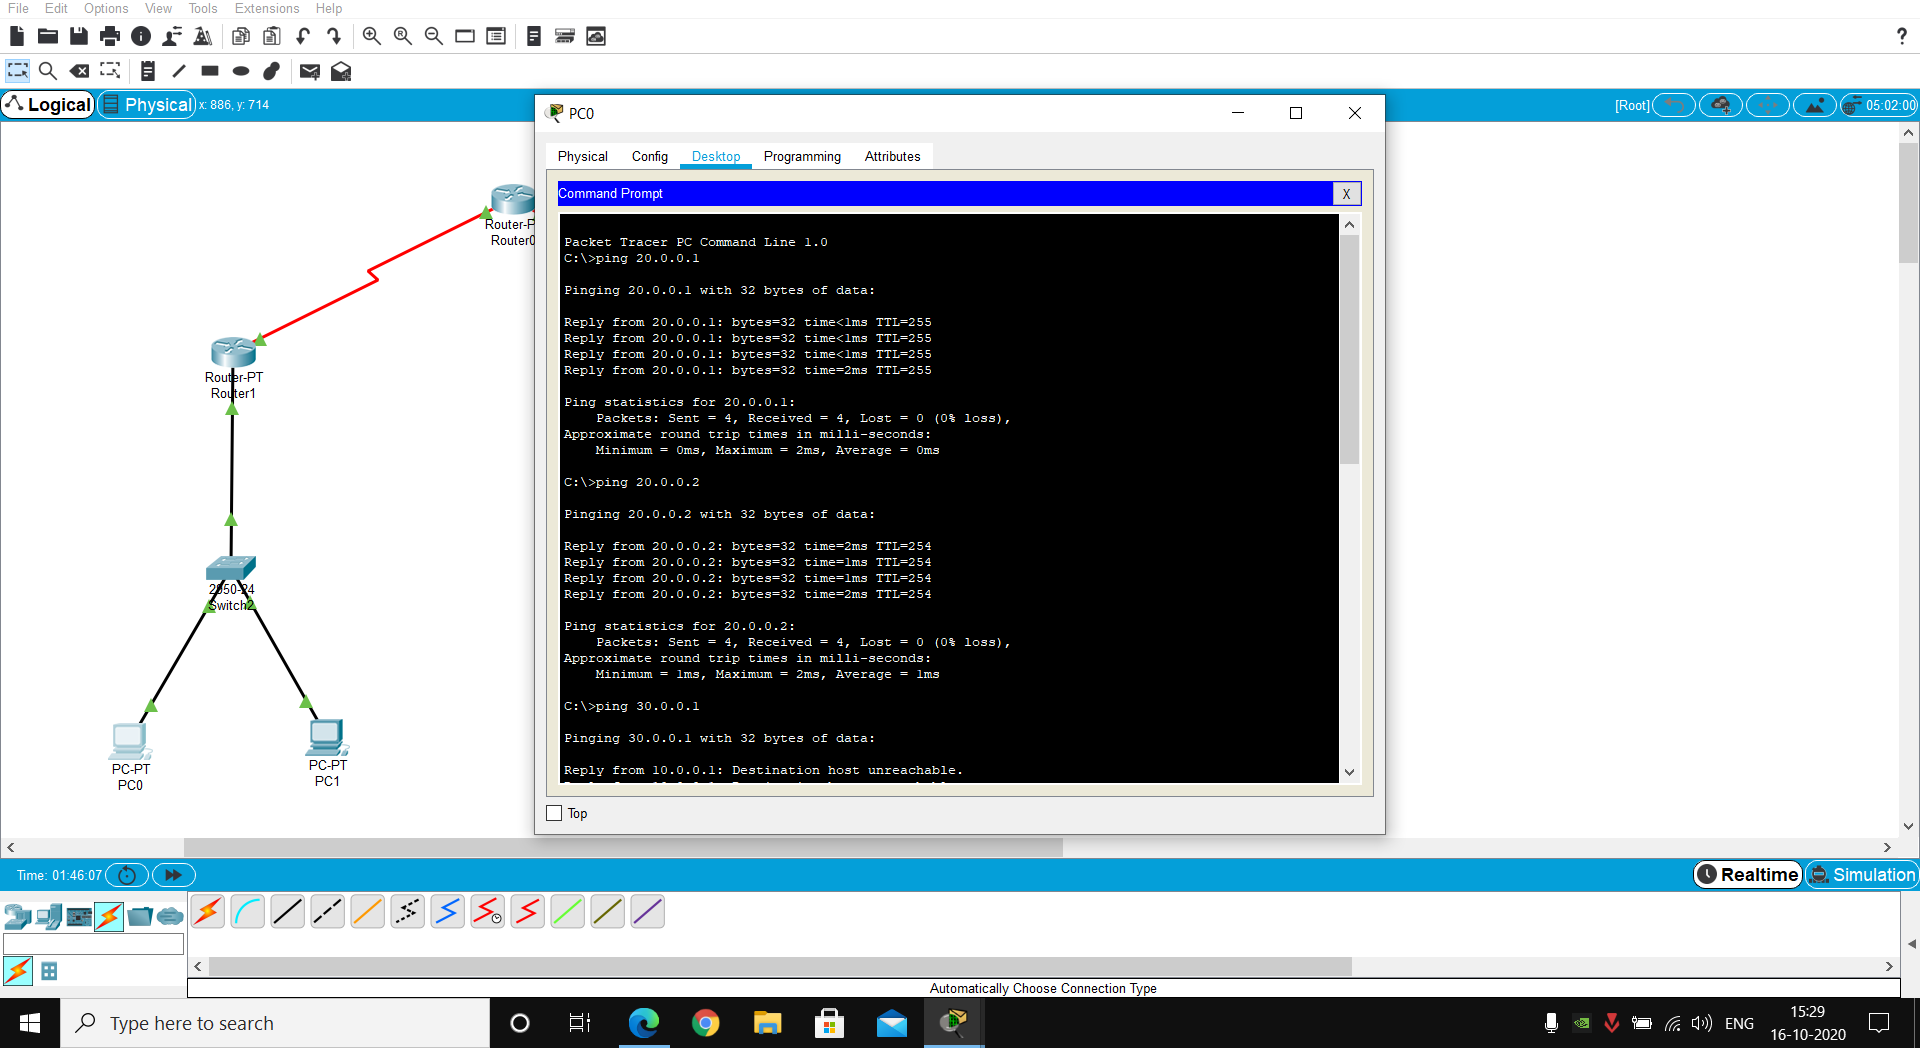 File Edit Options View Tools Extensions Help
Logical
Physical
x: 886, y: 714
[Root]
05:02:00
Router-P
Router0
Router-PT
Router1
2950-24
Switch2
PC-PT
PC0
PC-PT
PC1
PC0
Physical Config Desktop Programming Attributes
Command Prompt
X
Packet Tracer PC Command Line 1.0
C:\>ping 20.0.0.1
Pinging 20.0.0.1 with 32 bytes of data:
Reply from 20.0.0.1: bytes=32 time<1ms TTL=255
Reply from 20.0.0.1: bytes=32 time<1ms TTL=255
Reply from 20.0.0.1: bytes=32 time<1ms TTL=255
Reply from 20.0.0.1: bytes=32 time=2ms TTL=255
Ping statistics for 20.0.0.1:
Packets: Sent = 4, Received = 4, Lost = 0 (0% loss),
Approximate round trip times in milli-seconds:
Minimum = 0ms, Maximum = 2ms, Average = 0ms
C:\>ping 20.0.0.2
Pinging 20.0.0.2 with 32 bytes of data:
Reply from 20.0.0.2: bytes=32 time=2ms TTL=254
Reply from 20.0.0.2: bytes=32 time=1ms TTL=254
Reply from 20.0.0.2: bytes=32 time=1ms TTL=254
Reply from 20.0.0.2: bytes=32 time=2ms TTL=254
Ping statistics for 20.0.0.2:
Packets: Sent = 4, Received = 4, Lost = 0 (0% loss),
Approximate round trip times in milli-seconds:
Minimum = 1ms, Maximum = 2ms, Average = 1ms
C:\>ping 30.0.0.1
Pinging 30.0.0.1 with 32 bytes of data:
Reply from 10.0.0.1: Destination host unreachable.
Top
Time: 01:46:07
Realtime
Simulation
Automatically Choose Connection Type
Type here to search
ENG
15:29
16-10-2020